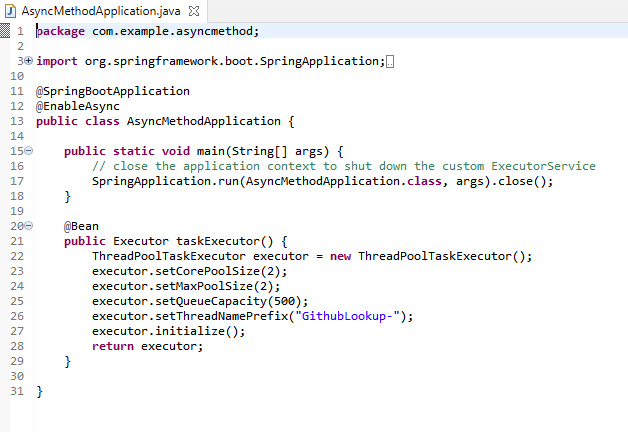 AsyncMethodApplication.java
1 package com.example.asyncmethod;
2
3 import org.springframework.boot.SpringApplication;
10
11 @SpringBootApplication
12 @EnableAsync
13 public class AsyncMethodApplication {
14
15 public static void main(String[] args) {
16 // close the application context to shut down the custom ExecutorService
17 SpringApplication.run(AsyncMethodApplication.class, args).close();
18 }
19
20 @Bean
21 public Executor taskExecutor() {
22 ThreadPoolTaskExecutor executor = new ThreadPoolTaskExecutor();
23 executor.setCorePoolSize(2);
24 executor.setMaxPoolSize(2);
25 executor.setQueueCapacity(500);
26 executor.setThreadNamePrefix("GithubLookup-");
27 executor.initialize();
28 return executor;
29 }
30
31 }